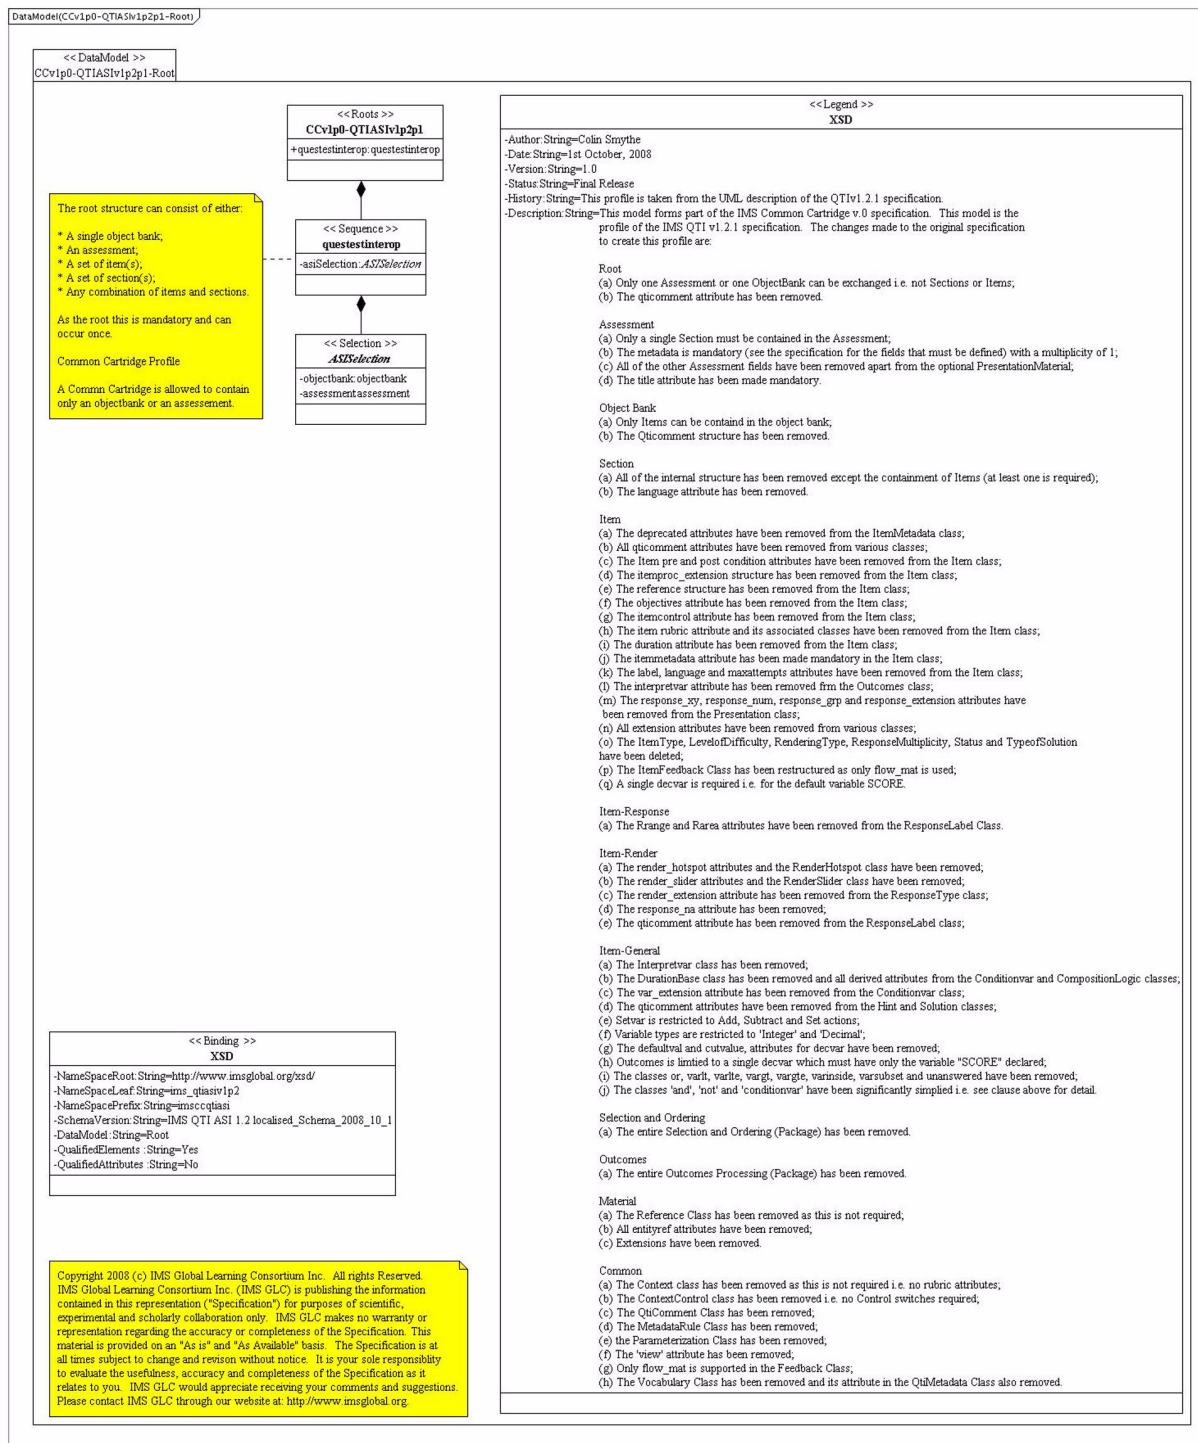 DataModel(CCv1p0-QTIASIv1p2p1-Root)
<< DataModel >>
CCv1p0-QTIASIv1p2p1-Root
<< Roots >>
CCv1p0-QTIASIv1p2p1
+questestinterop:questestinterop
The root structure can consist of either:
* A single object bank;
* An assessment;
* A set of item(s);
* A set of section(s);
* Any combination of items and sections.
As the root this is mandatory and can
occur once.
Common Cartridge Profile
A Commn Cartridge is allowed to contain
only an objectbank or an assessement.
<< Sequence >>
questestinterop
-asiSelection:ASISelection
<< Selection >>
ASISelection
-objectbank:objectbank
-assessment:assessment
<<Legend >>
XSD
-Author:String=Colin Smythe
-Date:String=1st October, 2008
-Version:String=1.0
-Status:String=Final Release
-History:String=This profile is taken from the UML description of the QTIv1.2.1 specification.
-Description:String=This model forms part of the IMS Common Cartridge v.0 specification. This model is the
profile of the IMS QTI v1.2.1 specification. The changes made to the original specification
to create this profile are:
Root
(a) Only one Assessment or one ObjectBank can be exchanged i.e. not Sections or Items;
(b) The qticomment attribute has been removed.
Assessment
(a) Only a single Section must be contained in the Assessment;
(b) The metadata is mandatory (see the specification for the fields that must be defined) with a multiplicity of 1;
(c) All of the other Assessment fields have been removed apart from the optional PresentationMaterial;
(d) The title attribute has been made mandatory.
Object Bank
(a) Only Items can be containd in the object bank;
(b) The Qticomment structure has been removed.
Section
(a) All of the internal structure has been removed except the containment of Items (at least one is required);
(b) The language attribute has been removed.
Item
(a) The deprecated attributes have been removed from the ItemMetadata class;
(b) All qticomment attributes have been removed from various classes;
(c) The Item pre and post condition attributes have been removed from the Item class;
(d) The itemproc_extension structure has been removed from the Item class;
(e) The reference structure has been removed from the Item class;
(f) The objectives attribute has been removed from the Item class;
(g) The itemcontrol attribute has been removed from the Item class;
(h) The item rubric attribute and its associated classes have been removed from the Item class;
(i) The duration attribute has been removed from the Item class;
(j) The itemmetadata attribute has been made mandatory in the Item class;
(k) The label, language and maxattempts attributes have been removed from the Item class;
(l) The interpretvar attribute has been removed frm the Outcomes class;
(m) The response_xy, response_num, response_grp and response_extension attributes have
been removed from the Presentation class;
(n) All extension attributes have been removed from various classes;
(o) The ItemType, LevelofDifficulty, RenderingType, ResponseMultiplicity, Status and TypeofSolution
have been deleted;
(p) The ItemFeedback Class has been restructured as only flow_mat is used;
(q) A single decvar is required i.e. for the default variable SCORE.
Item-Response
(a) The Rrange and Rarea attributes have been removed from the ResponseLabel Class.
Item-Render
(a) The render_hotspot attributes and the RenderHotspot class have been removed;
(b) The render_slider attributes and the RenderSlider class have been removed;
(c) The render_extension attribute has been removed from the ResponseType class;
(d) The response_na attribute has been removed;
(e) The qticomment attribute has been removed from the ResponseLabel class;
Item-General
(a) The Interpretvar class has been removed;
(b) The DurationBase class has been removed and all derived attributes from the Conditionvar and CompositionLogic classes;
(c) The var_extension attribute has been removed from the Conditionvar class;
(d) The qticomment attributes have been removed from the Hint and Solution classes;
(e) Setvar is restricted to Add, Subtract and Set actions;
(f) Variable types are restricted to 'Integer' and 'Decimal';
(g) The defaultval and cutvalue, attributes for decvar have been removed;
(h) Outcomes is limtied to a single decvar which must have only the variable "SCORE" declared;
(i) The classes or, varlt, varlte, vargt, vargte, varinside, varsubset and unanswered have been removed;
(j) The classes 'and', 'not' and 'conditionvar' have been significantly simplied i.e. see clause above for detail.
Selection and Ordering
(a) The entire Selection and Ordering (Package) has been removed.
Outcomes
(a) The entire Outcomes Processing (Package) has been removed.
Material
(a) The Reference Class has been removed as this is not required;
(b) All entityref attributes have been removed;
(c) Extensions have been removed.
Common
(a) The Context class has been removed as this is not required i.e. no rubric attributes;
(b) The ContextControl class has been removed i.e. no Control switches required;
(c) The QtiComment Class has been removed;
(d) The MetadataRule Class has been removed;
(e) the Parameterization Class has been removed;
(f) The 'view' attribute has been removed;
(g) Only flow_mat is supported in the Feedback Class;
(h) The Vocabulary Class has been removed and its attribute in the QtiMetadata Class also removed.
<< Binding >>
XSD
-NameSpaceRoot:String=http://www.imsglobal.org/xsd/
-NameSpaceLeaf:String=ims_qtiasiv1p2
-NameSpacePrefix:String=imsccqtiasi
-SchemaVersion:String=IMS QTI ASI 1.2 localised_Schema_2008_10_1
-DataModel:String=Root
-QualifiedElements :String=Yes
-QualifiedAttributes :String=No
Copyright 2008 (c) IMS Global Learning Consortium Inc. All rights Reserved.
IMS Global Learning Consortium Inc. (IMS GLC) is publishing the information
contained in this representation ("Specification") for purposes of scientific,
experimental and scholarly collaboration only. IMS GLC makes no warranty or
representation regarding the accuracy or completeness of the Specification. This
material is provided on an "As is" and "As Available" basis. The Specification is at
all times subject to change and revison without notice. It is your sole responsiblity
to evaluate the usefulness, accuracy and completeness of the Specification as it
relates to you. IMS GLC would appreciate receiving your comments and suggestions.
Please contact IMS GLC through our website at: http://www.imsglobal.org.